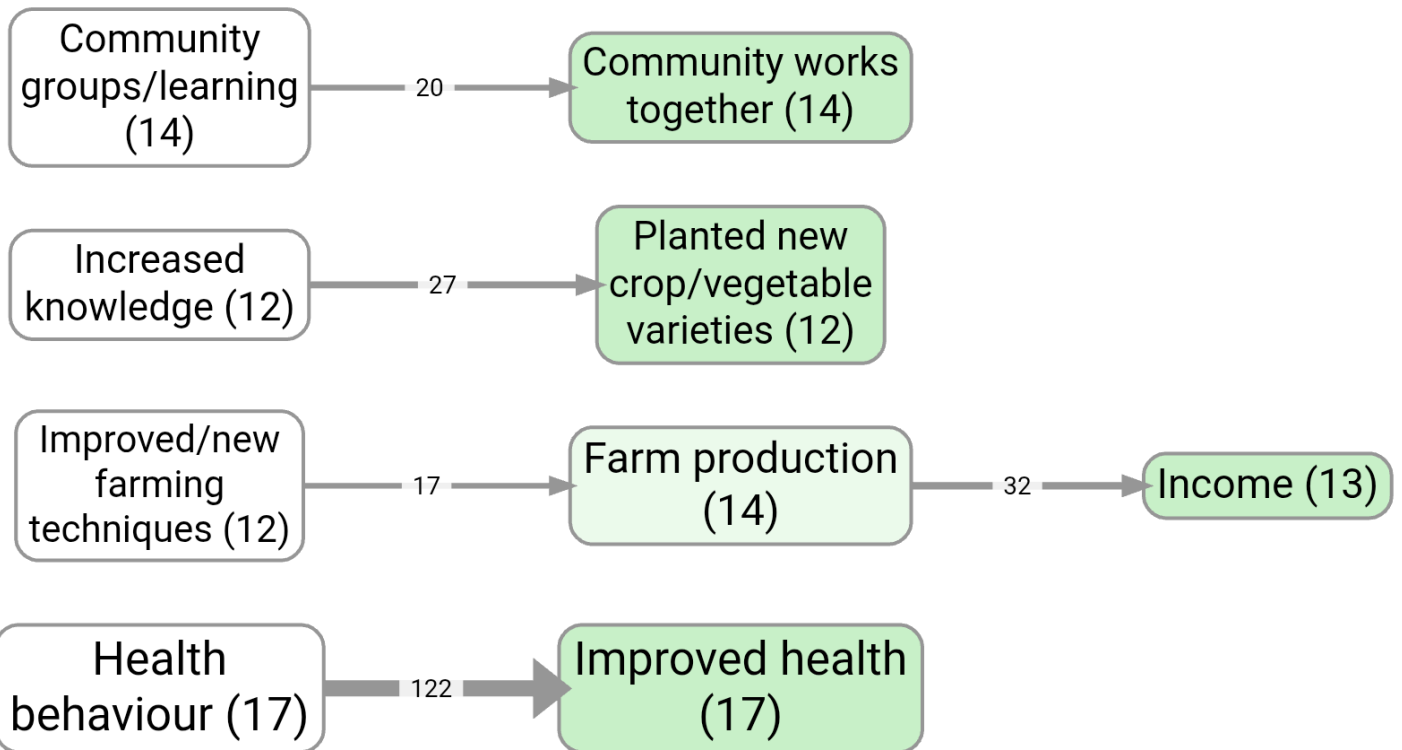 Community
groups/learning
(14)
20
Community works
together (14)
Increased
knowledge (12)
27
Planted new
crop/vegetable
varieties (12)
Improved/new
farming
techniques (12)
17
Farm production
(14)
32
Income (13)
Health
behaviour (17)
122
Improved health
(17)